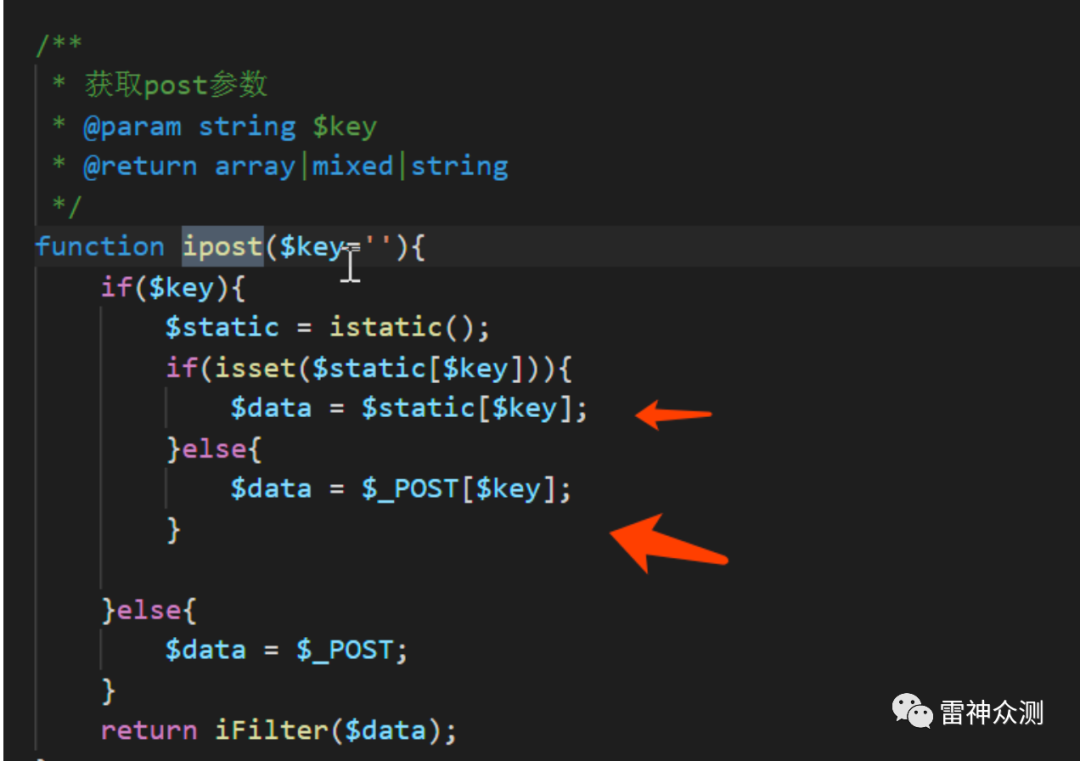 /**
 * 获取post参数
 * @param string $key
 * @return array|mixed|string
 */
function ipost($key=''){
    if($key){
        $static = istatic();
        if(isset($static[$key])){
            $data = $static[$key];
        }else{
            $data = $_POST[$key];
        }
    }else{
        $data = $_POST;
    }
    return iFilter($data);
雷神众测